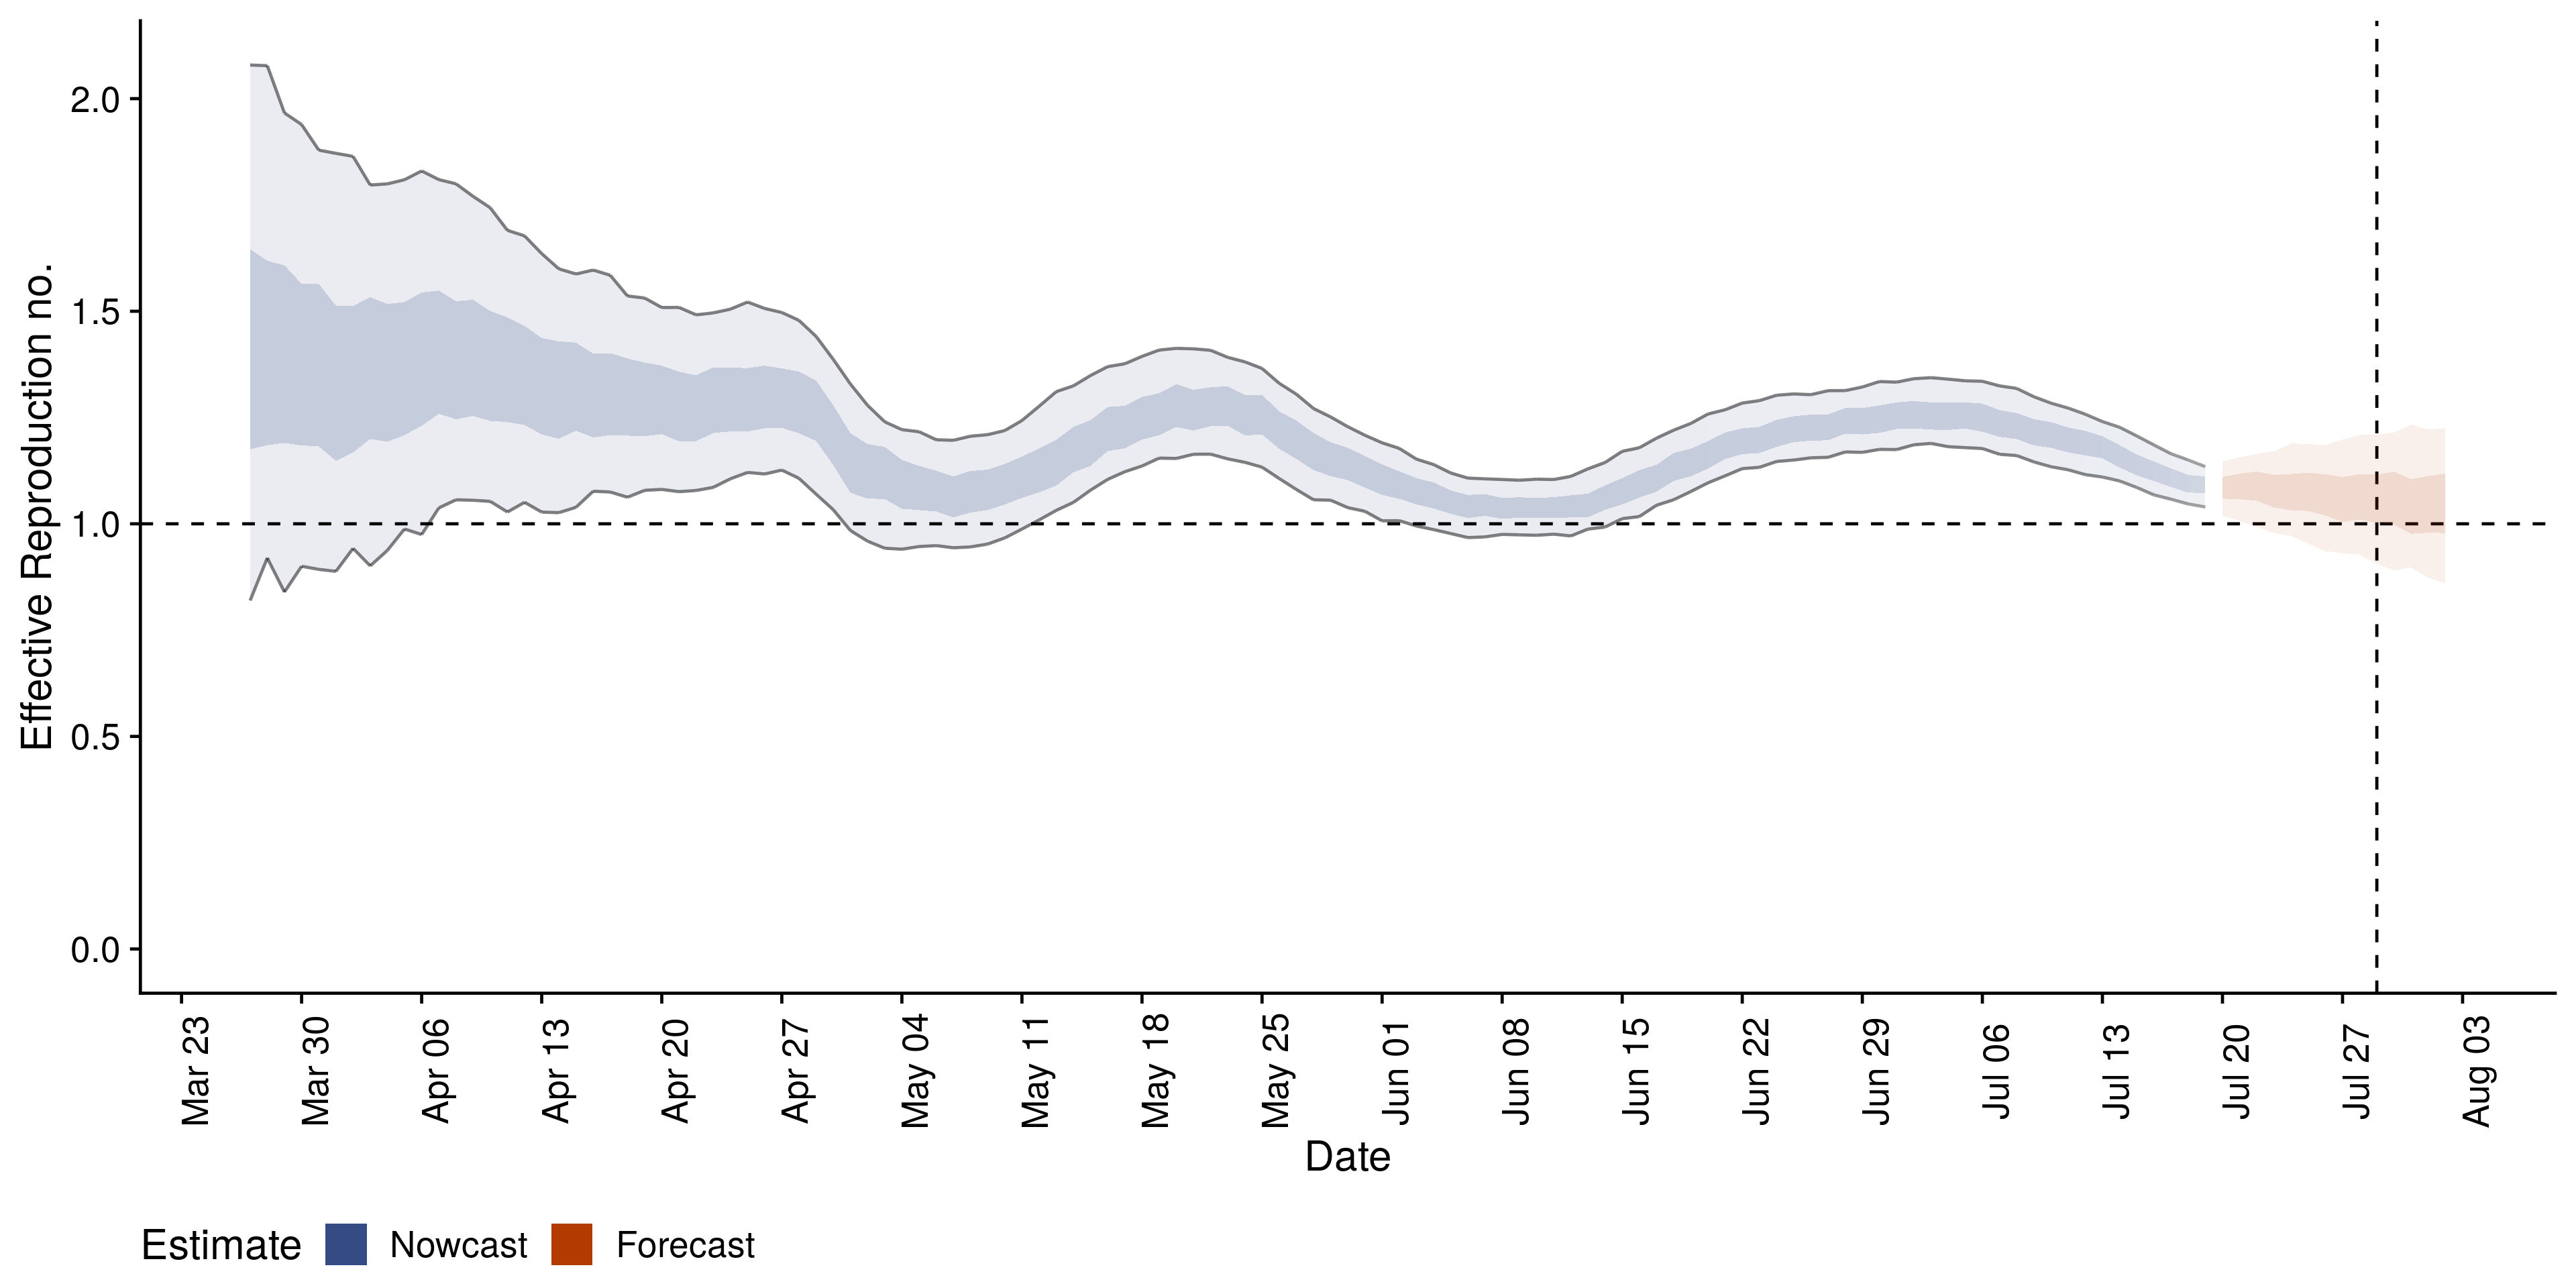 Effective Reproduction no.
2.0
1.5
1.0
0.5
0.0
Mar 23
Mar 30
Apr 06
Apr 13
Apr 20
Apr 27
May 04
May 11
May 18
May 25
Jun 01
Jun 08
Jun 15
Jun 22
Jun 29
Jul 06
Jul 13
Jul 20
Jul 27
Aug 03
Date
Estimate Nowcast Forecast